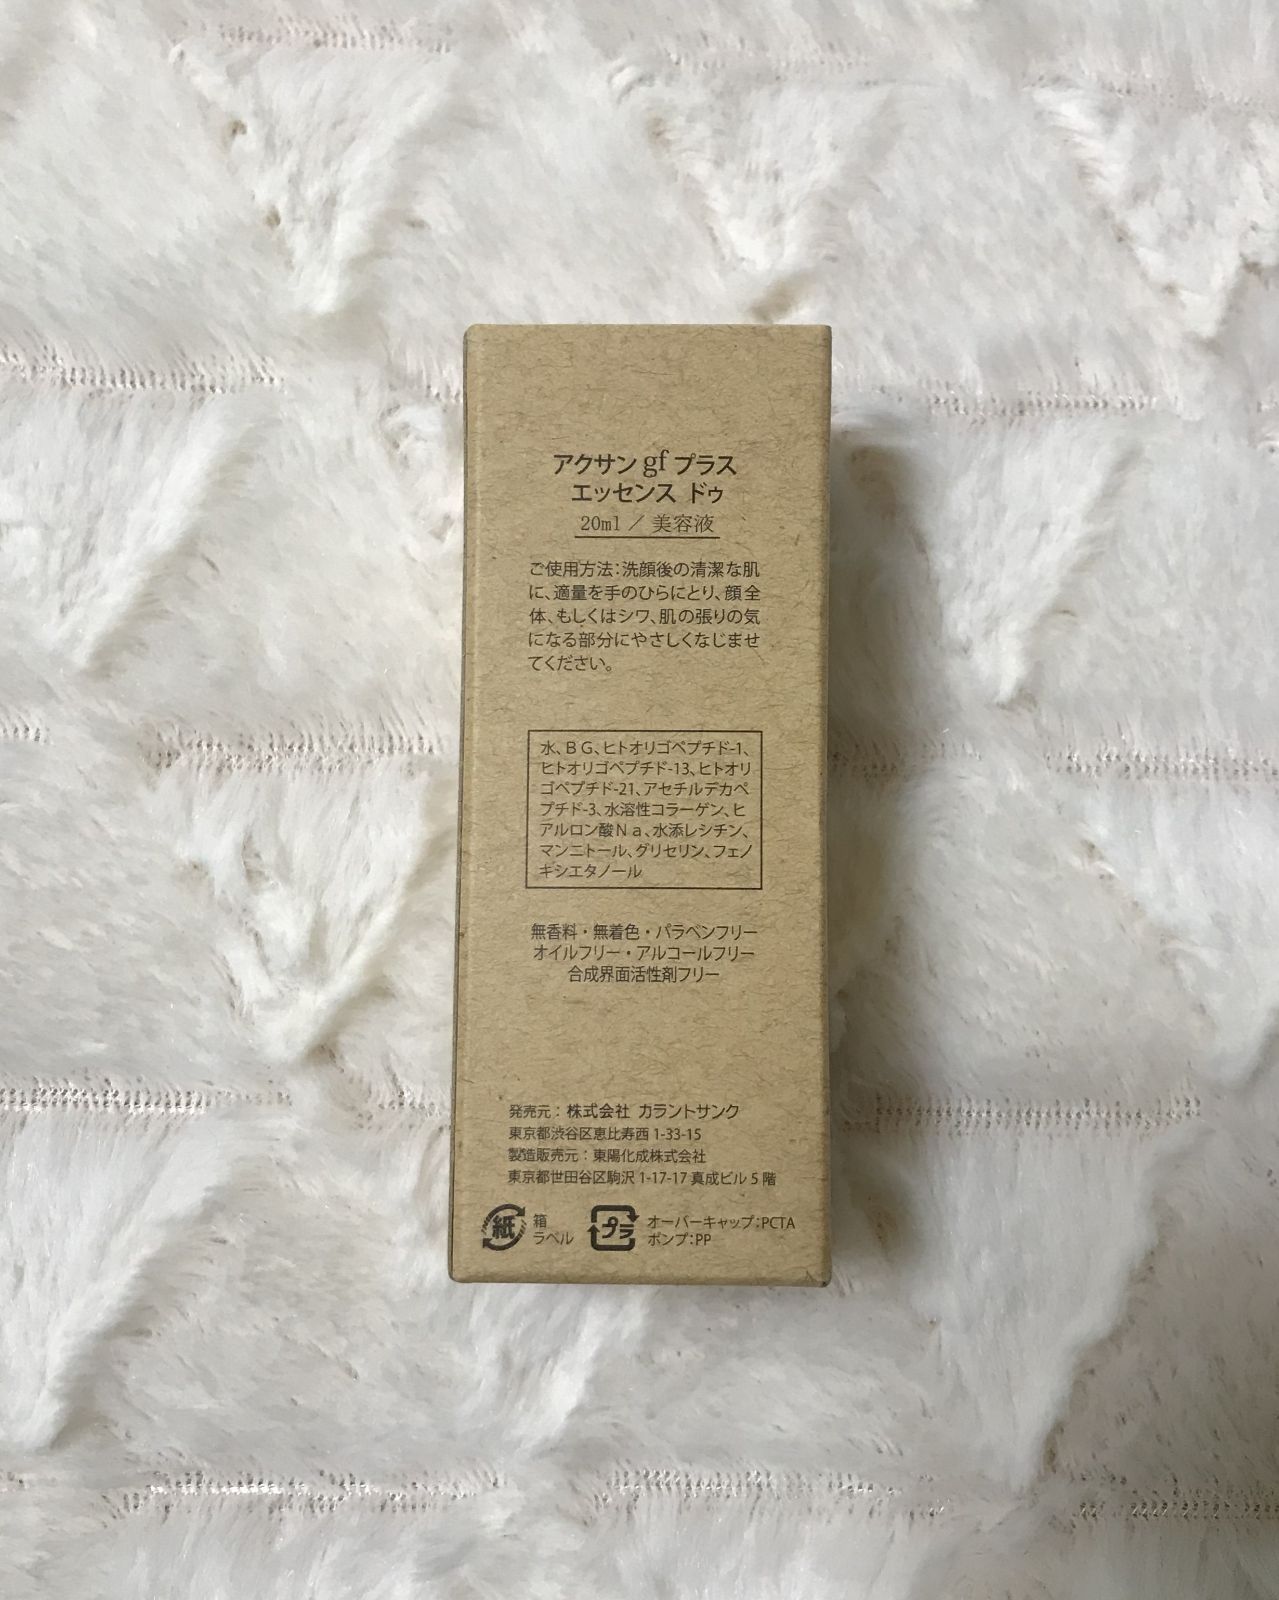 アクサン gf プラス
エッセンス ドゥ
20ml ／ 美容液
ご使用方法：洗顔後の清潔な肌
に、適量を手のひらにとり、顔全
体、もしくはシワ、肌の張りの気
になる部分にやさしくなじませ
てください。
水、ＢＧ、ヒトオリゴペプチド-1、
ヒトオリゴペプチド-13、ヒトオリ
ゴペプチド-21、アセチルデカペ
プチド-3、水溶性コラーゲン、ヒ
アルロン酸Ｎａ、水添レシチン、
マンニトール、グリセリン、フェノ
キシエタノール
無香料・無着色・パラベンフリー
オイルフリー・アルコールフリー
合成界面活性剤フリー
発売元：株式会社 カラントサンク
東京都渋谷区恵比寿西 1-33-15
製造販売元：東陽化成株式会社
東京都世田谷区駒沢 1-17-17 真成ビル 5 階
紙 箱 プラ オーバーキャップ：PCTA
ラベル ポンプ：PP